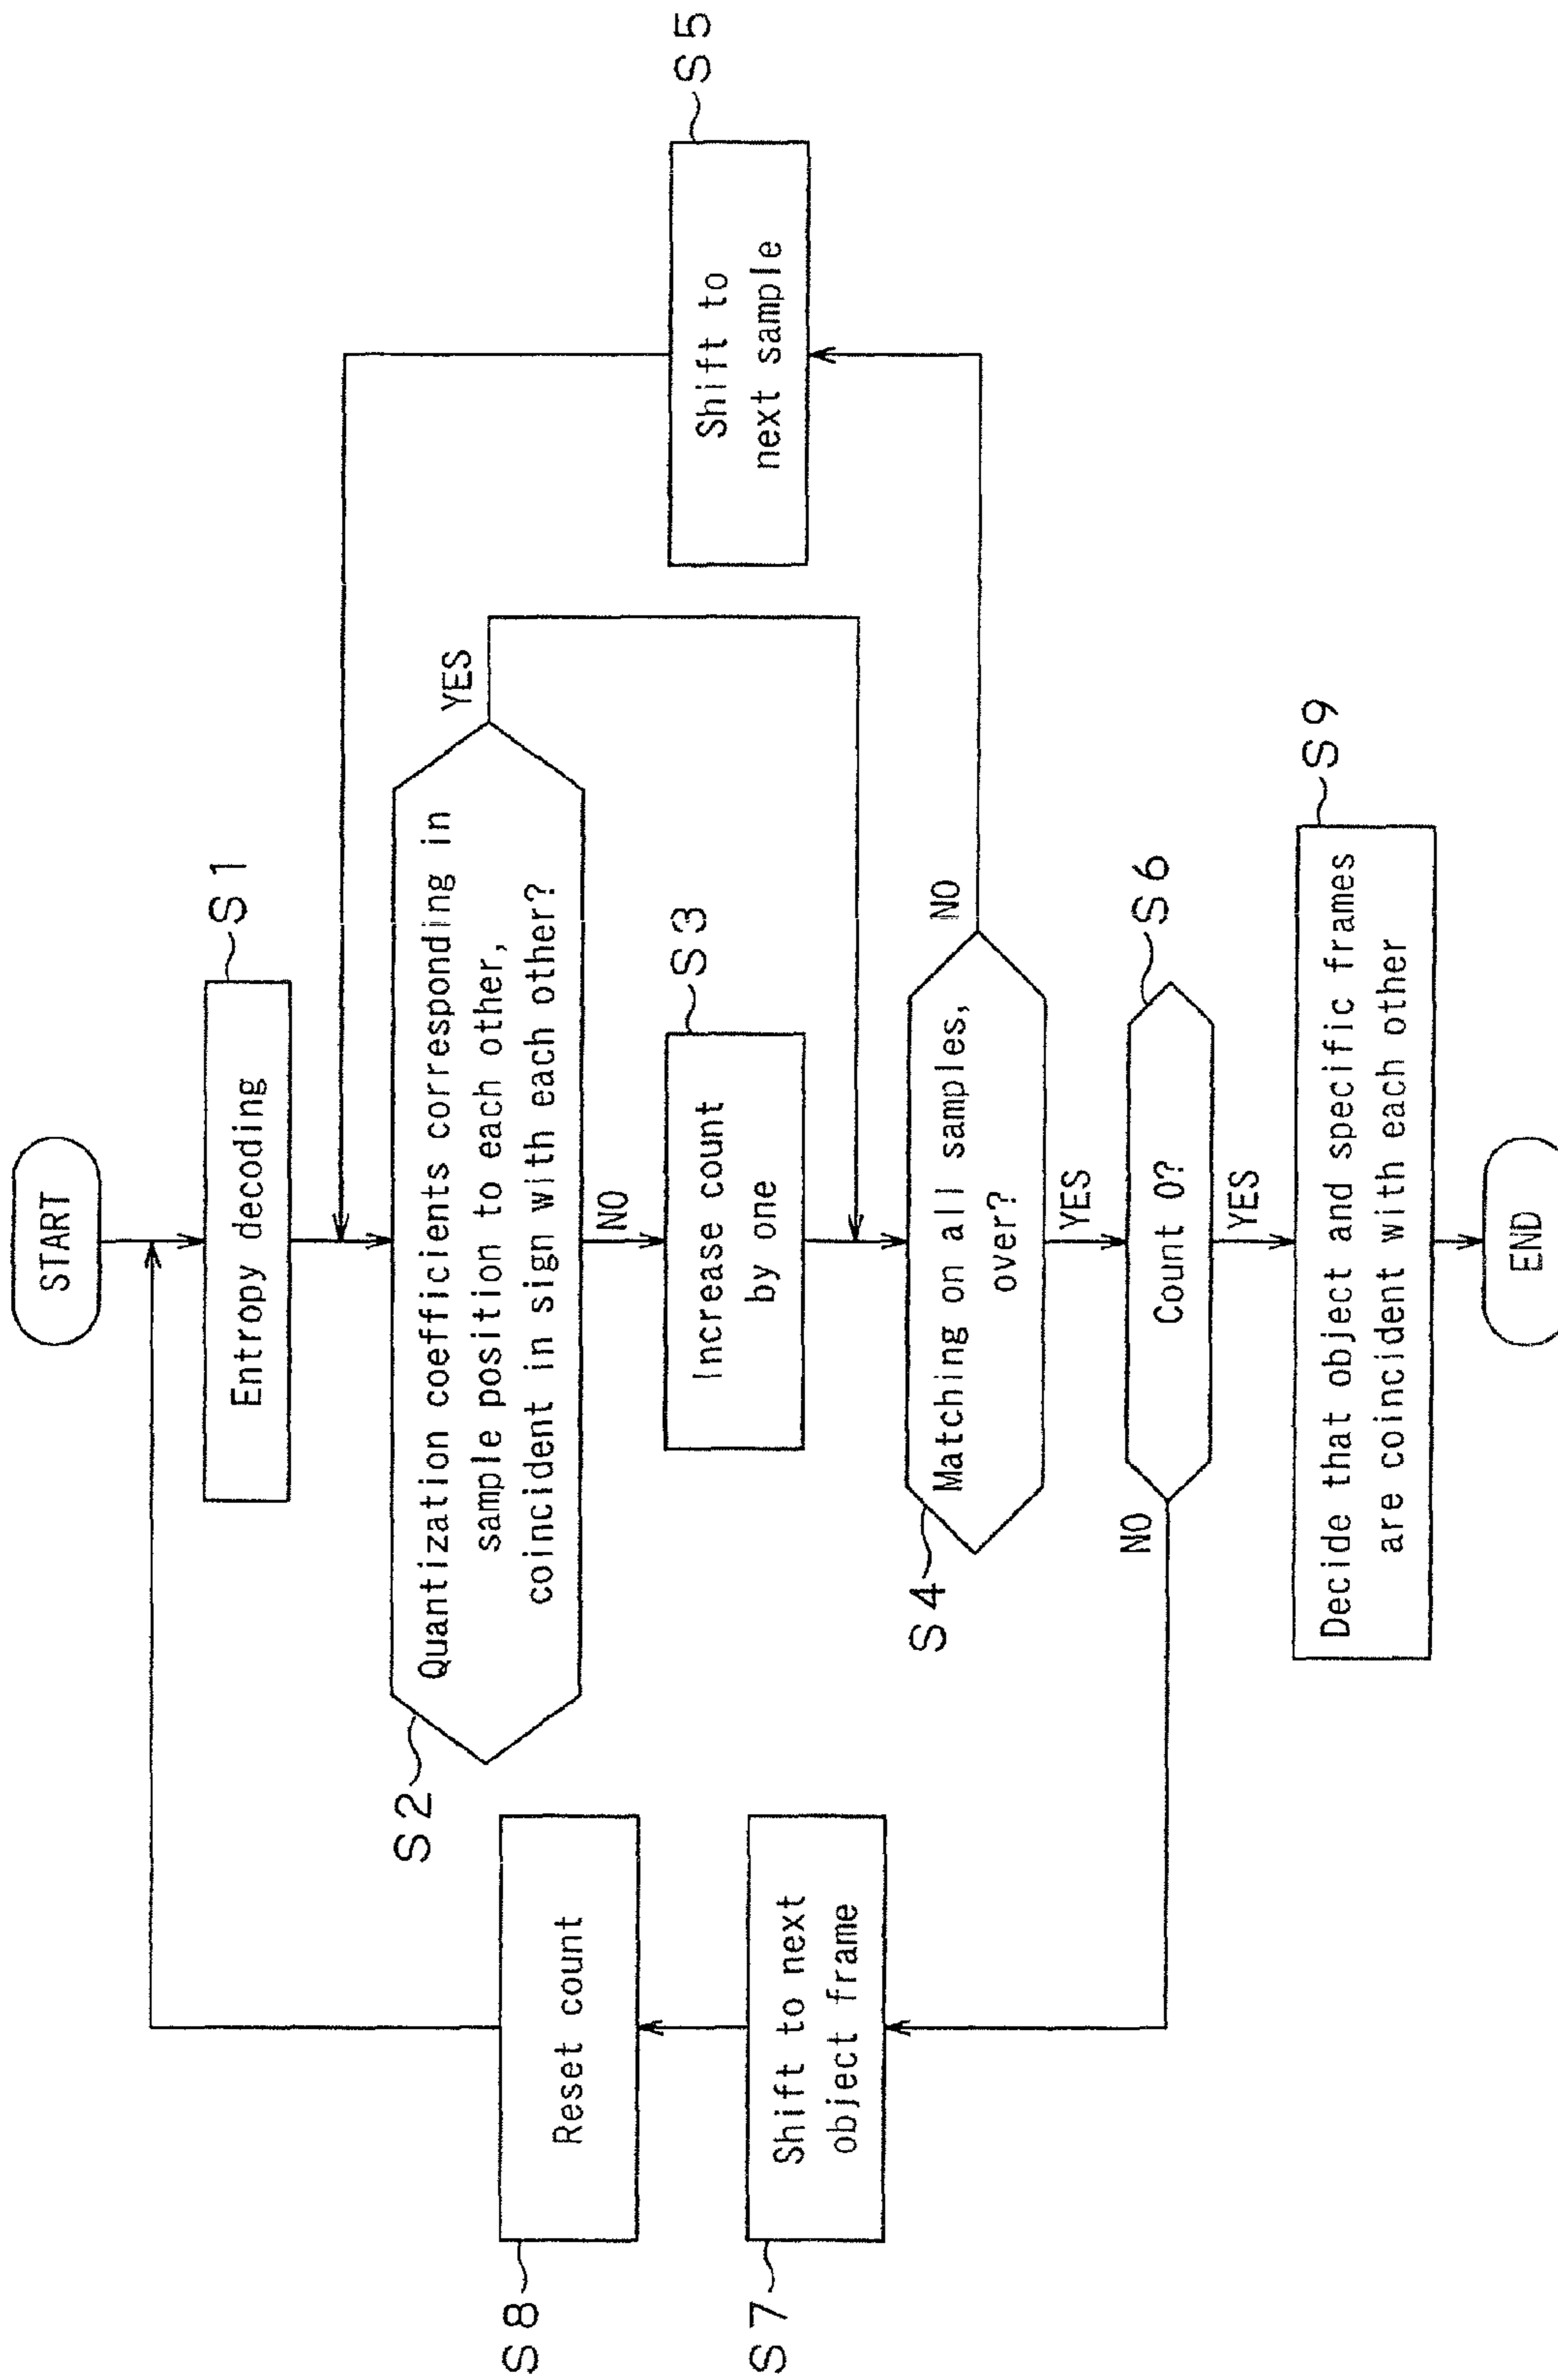 START
S1
Entropy decoding
S2
Quantization coefficients corresponding in
sample position to each other,
coincident in sign with each other?
YES
NO
S3
Increase count
by one
S4
Matching on all samples,
over?
NO
YES
S5
Shift to
next sample
S6
Count 0?
NO
YES
S7
Shift to next
object frame
S8
Reset count
S9
Decide that object and specific frames
are coincident with each other
END